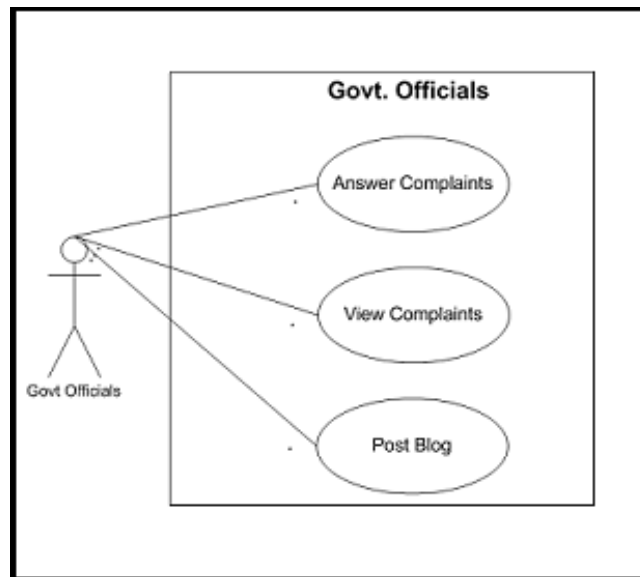 Govt. Officials
Answer Complaints
View Complaints
Govt Officials
Post Blog